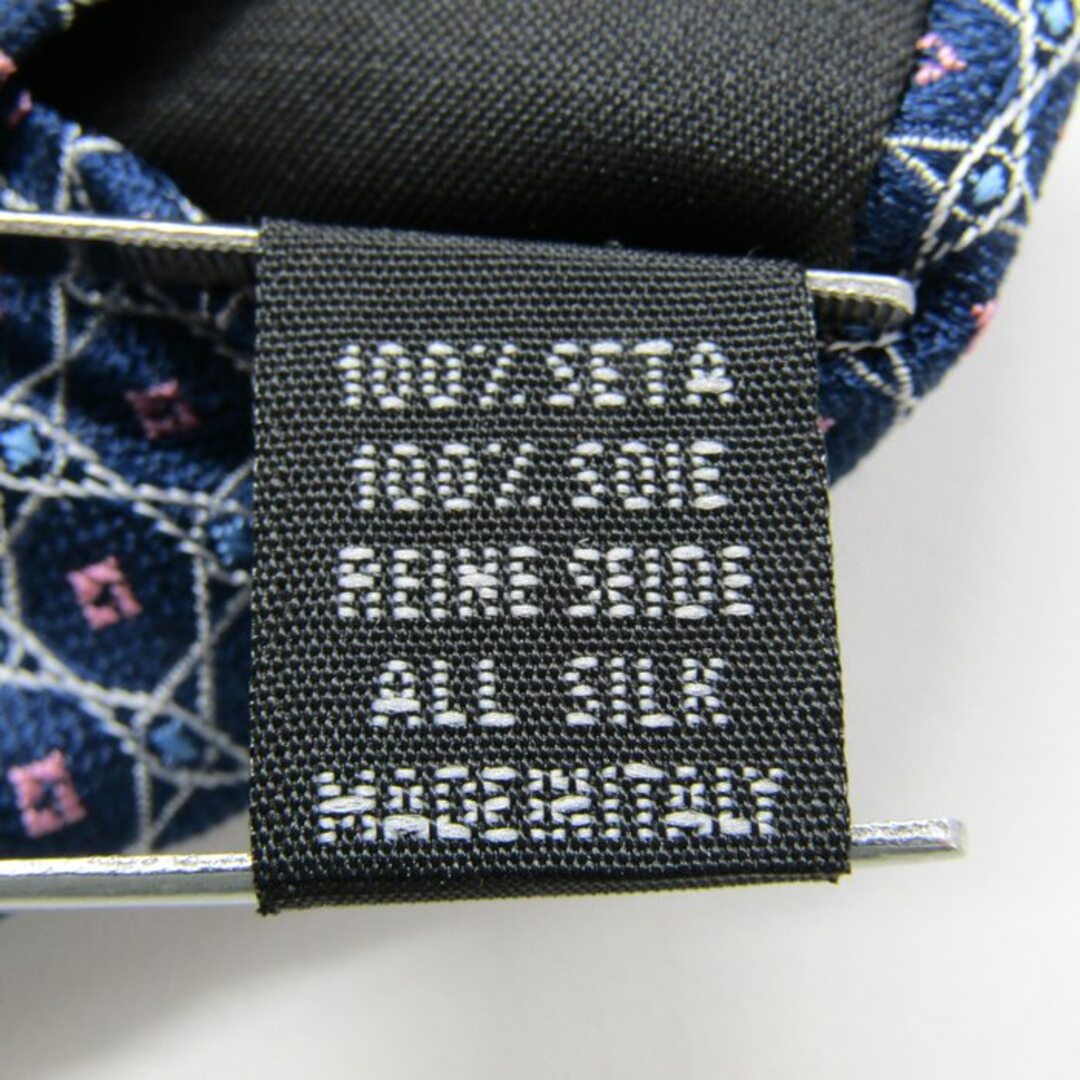 100% SETA
100% SOIE
REINE SEIDE
ALL SILK
MADE IN ITALY